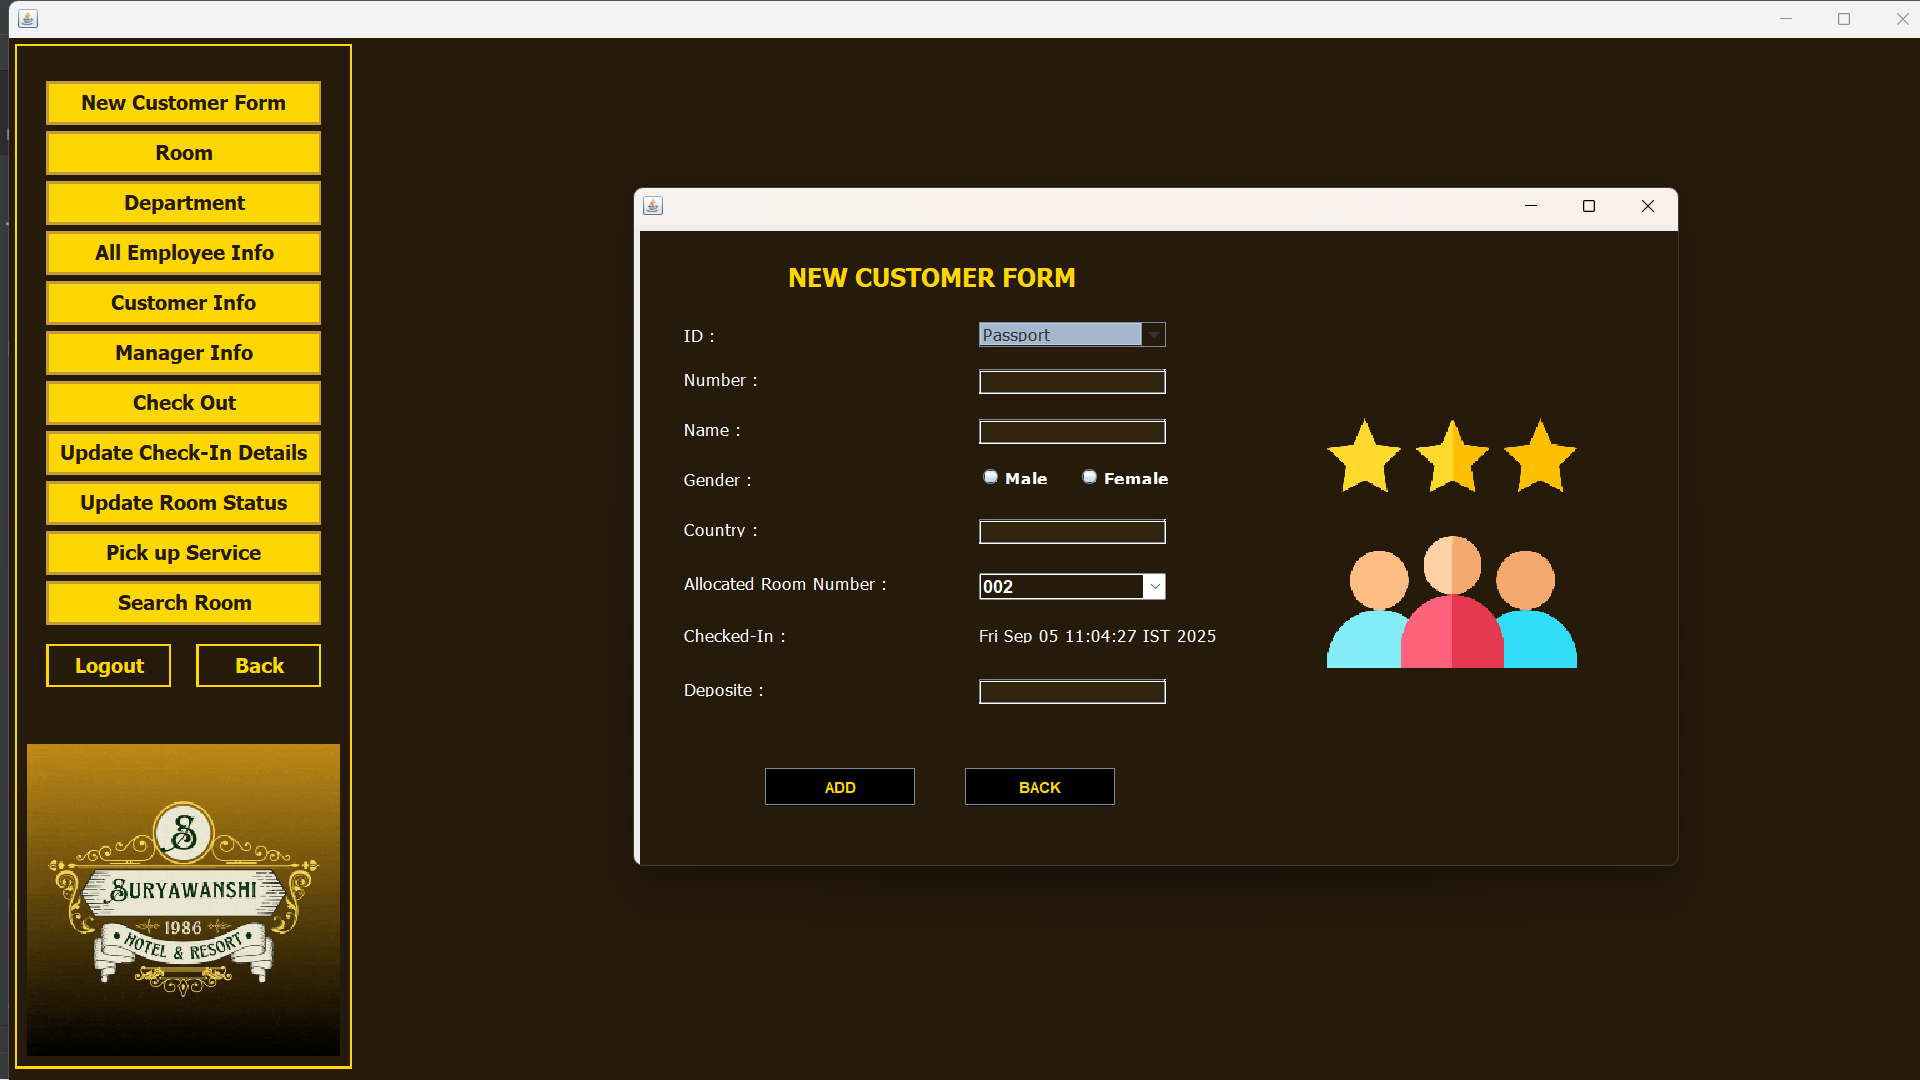 New Customer Form
Room
Department
All Employee Info
Customer Info
Manager Info
Check Out
Update Check-In Details
Update Room Status
Pick up Service
Search Room
Logout Back
S
SURYAWANSHI
1986
• HOTEL & RESORT •
NEW CUSTOMER FORM
ID : Passport
Number :
Name :
Gender : Male Female
Country :
Allocated Room Number : 002
Checked-In : Fri Sep 05 11:04:27 IST 2025
Deposite :
ADD BACK